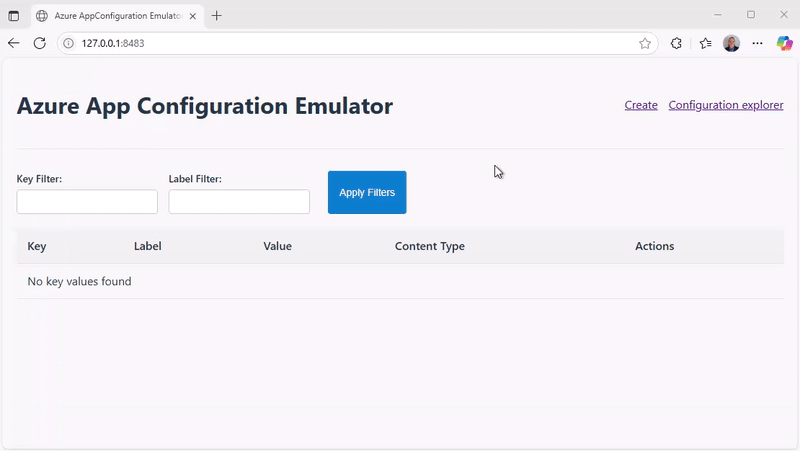 Azure AppConfiguration Emulato
127.0.0.1:8483
Azure App Configuration Emulator
Create Configuration explorer
Key Filter: Label Filter:
Apply Filters
Key Label Value Content Type Actions
No key values found